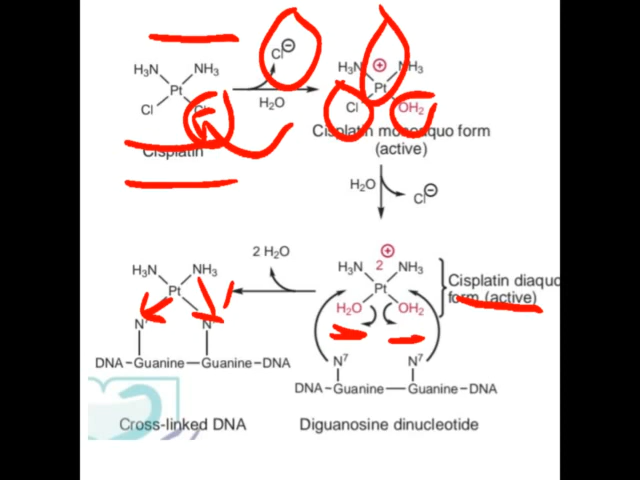 H₃N NH₃
Pt
Cl
Cisplatin
Cl⊖
H₂O
H₃N ⊕ NH₃
Pt
Cl OH₂
Cisplatin monoaquo form
(active)
H₂O
Cl⊖
H₃N 2⊕ NH₃
Pt
H₂O OH₂
Cisplatin diaquo
form (active)
2 H₂O
H₃N NH₃
Pt
N N
DNA–Guanine—Guanine–DNA
Cross-linked DNA
N⁷ N⁷
DNA–Guanine—Guanine–DNA
Diguanosine dinucleotide